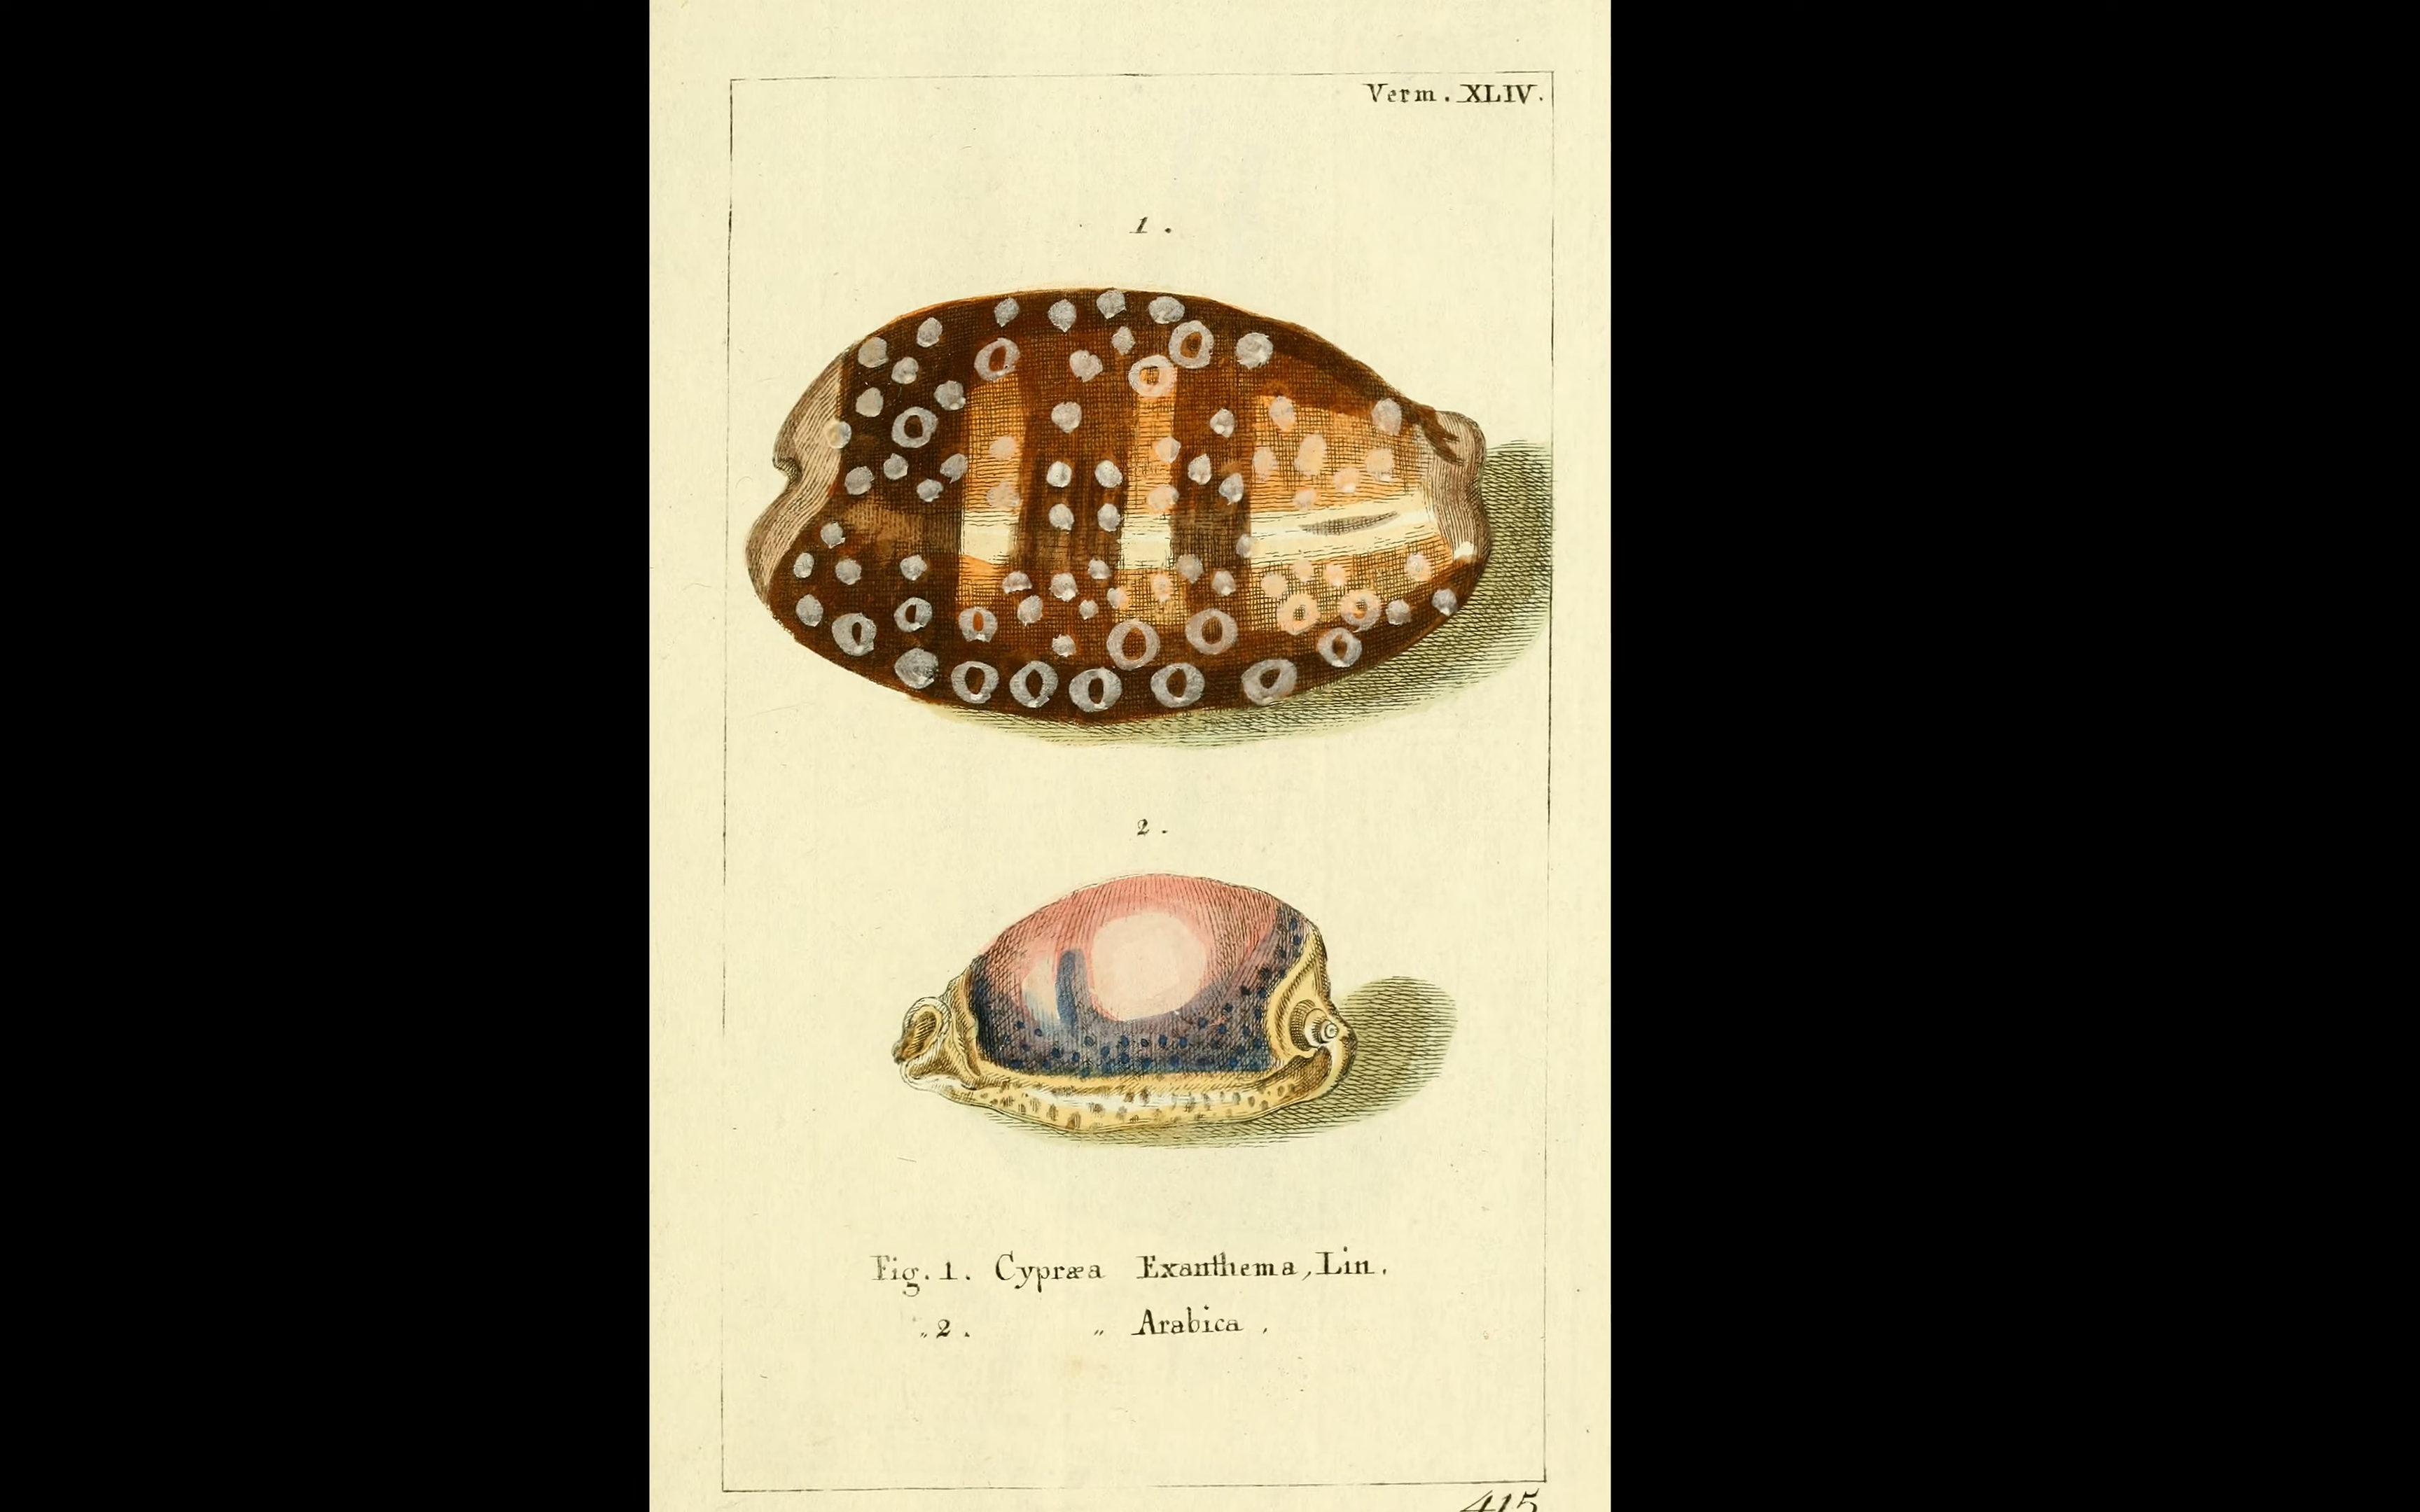 Verm. XLIV.
1.
2.
Fig. 1. Cypræa Exanthema, Lin.
„ 2. „ Arabica,
415